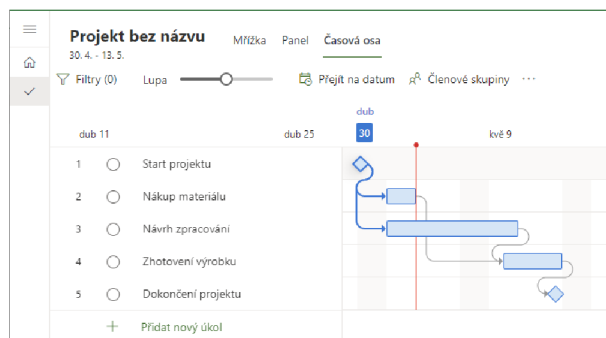 Projekt bez názvu
Mřížka Panel Časová osa
30. 4. - 13. 5.
Filtry (0) Lupa Přejít na datum Členové skupiny ...
dub
dub 11 dub 25 30 kvě 9
1 Start projektu
2 Nákup materiálu
3 Návrh zpracování
4 Zhotovení výrobku
5 Dokončení projektu
+ Přidat nový úkol